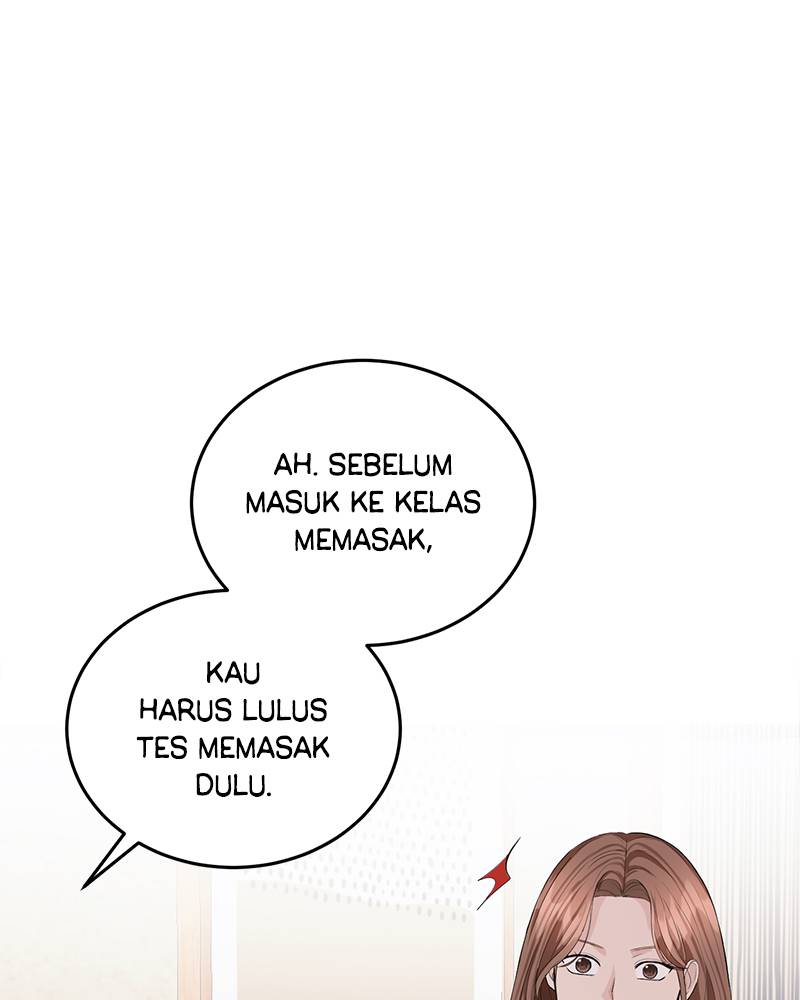 AH. SEBELUM
MASUK KE KELAS
MEMASAK,
KAU
HARUS LULUS
TES MEMASAK
DULU.